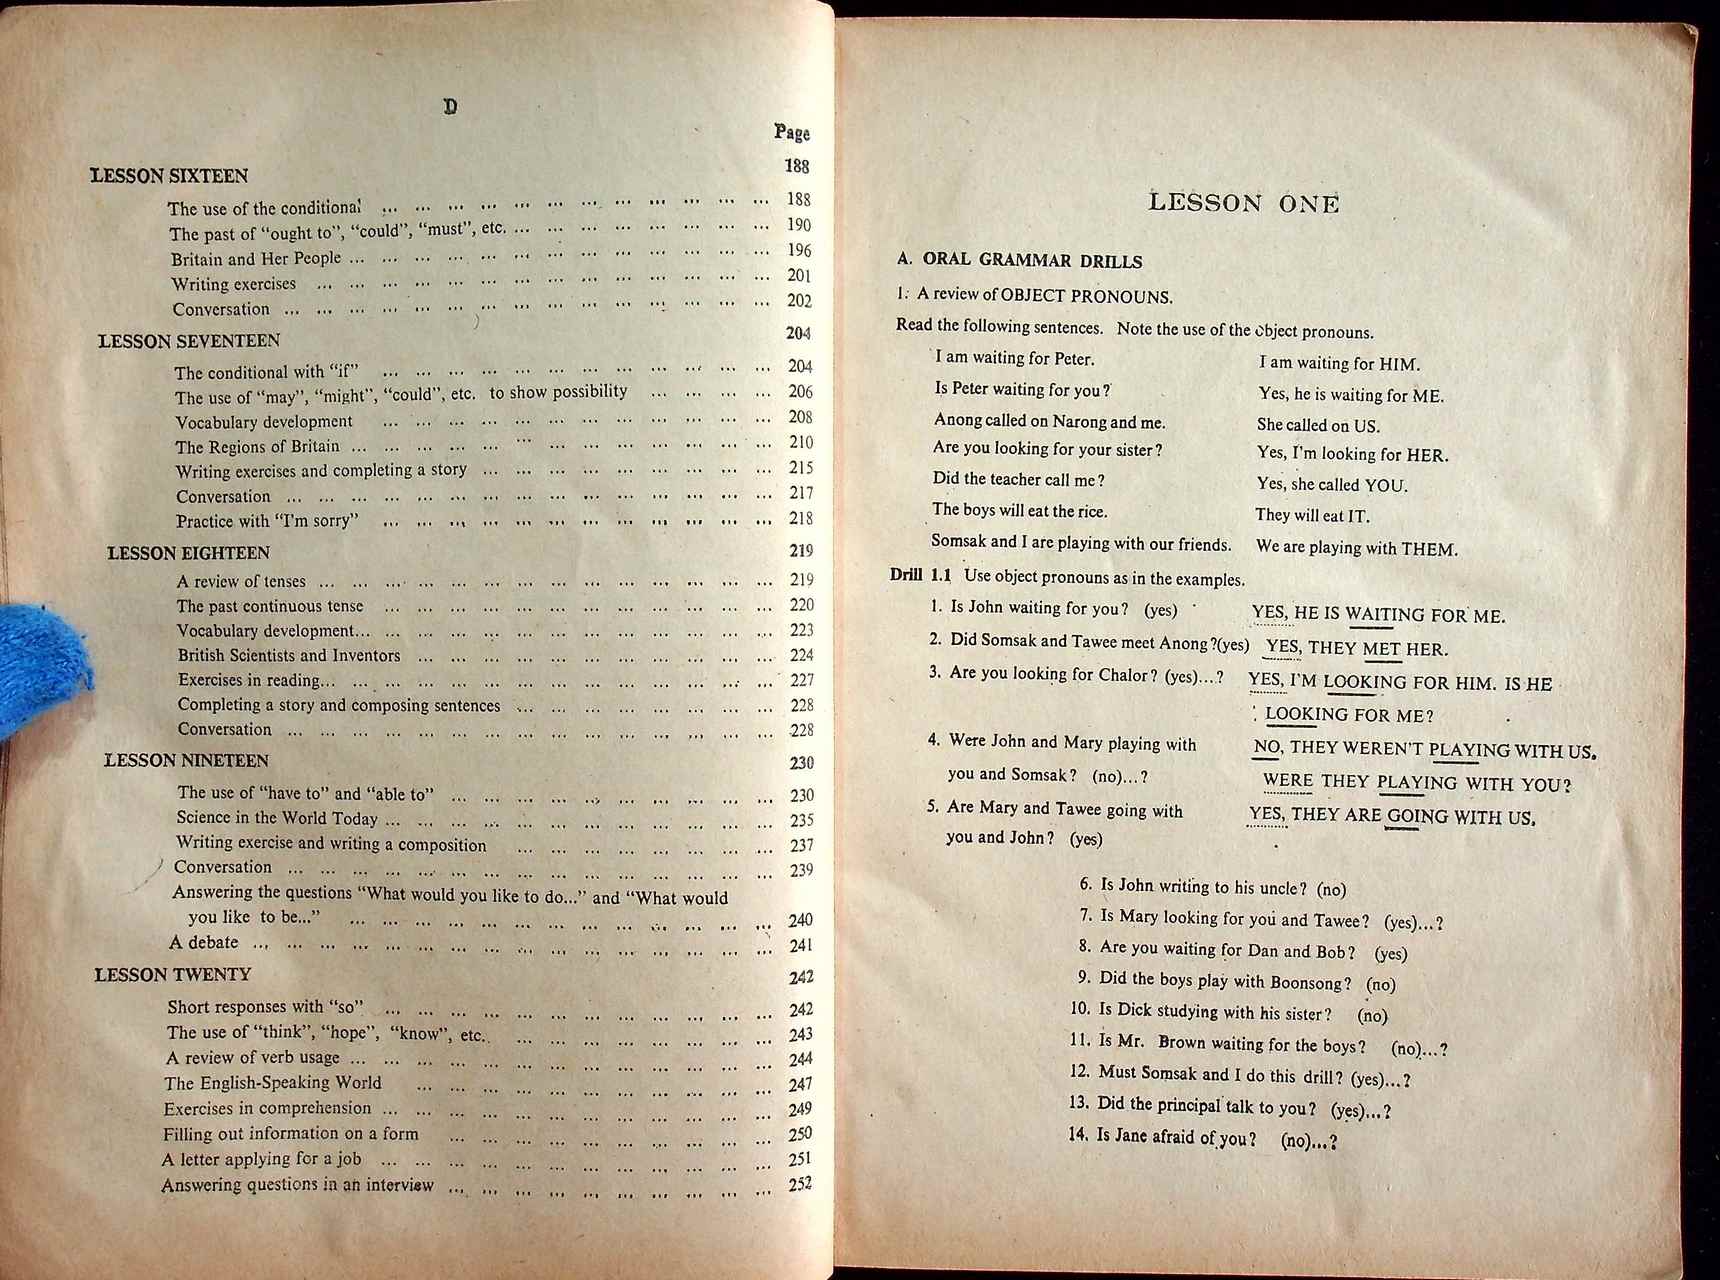 D
Page
LESSON SIXTEEN 188
The use of the conditional ... ... ... ... ... ... ... ... ... ... ... ... 188
The past of "ought to", "could", "must", etc. ... ... ... ... ... ... ... ... 190
Britain and Her People ... ... ... ... ... ... ... ... ... ... ... ... ... 196
Writing exercises ... ... ... ... ... ... ... ... ... ... ... ... ... ... 201
Conversation ... ... ... ... ... ... ... ... ... ... ... ... ... ... ... 202
LESSON SEVENTEEN 204
The conditional with "if" ... ... ... ... ... ... ... ... ... ... ... ... 204
The use of "may", "might", "could", etc. to show possibility ... ... ... ... 206
Vocabulary development ... ... ... ... ... ... ... ... ... ... ... ... 208
The Regions of Britain ... ... ... ... ... ... ... ... ... ... ... ... ... 210
Writing exercises and completing a story ... ... ... ... ... ... ... ... ... 215
Conversation ... ... ... ... ... ... ... ... ... ... ... ... ... ... ... 217
Practice with "I'm sorry" ... ... ... ... ... ... ... ... ... ... ... ... 218
LESSON EIGHTEEN 219
A review of tenses ... ... ... ... ... ... ... ... ... ... ... ... ... ... 219
The past continuous tense ... ... ... ... ... ... ... ... ... ... ... ... 220
Vocabulary development... ... ... ... ... ... ... ... ... ... ... ... ... 223
British Scientists and Inventors ... ... ... ... ... ... ... ... ... ... ... 224
Exercises in reading... ... ... ... ... ... ... ... ... ... ... ... ... ... 227
Completing a story and composing sentences ... ... ... ... ... ... ... ... 228
Conversation ... ... ... ... ... ... ... ... ... ... ... ... ... ... ... 228
LESSON NINETEEN 230
The use of "have to" and "able to" ... ... ... ... ... ... ... ... ... ... 230
Science in the World Today ... ... ... ... ... ... ... ... ... ... ... ... 235
Writing exercise and writing a composition ... ... ... ... ... ... ... ... 237
Conversation ... ... ... ... ... ... ... ... ... ... ... ... ... ... ... 239
Answering the questions "What would you like to do..." and "What would
you like to be..." ... ... ... ... ... ... ... ... ... ... ... ... ... 240
A debate ... ... ... ... ... ... ... ... ... ... ... ... ... ... ... ... 241
LESSON TWENTY 242
Short responses with "so" ... ... ... ... ... ... ... ... ... ... ... ... 242
The use of "think", "hope", "know", etc. ... ... ... ... ... ... ... ... 243
A review of verb usage ... ... ... ... ... ... ... ... ... ... ... ... ... 244
The English-Speaking World ... ... ... ... ... ... ... ... ... ... ... 247
Exercises in comprehension ... ... ... ... ... ... ... ... ... ... ... ... 249
Filling out information on a form ... ... ... ... ... ... ... ... ... ... 250
A letter applying for a job ... ... ... ... ... ... ... ... ... ... ... ... 251
Answering questions in an interview ... ... ... ... ... ... ... ... ... ... 252
LESSON ONE
A. ORAL GRAMMAR DRILLS
1. A review of OBJECT PRONOUNS.
Read the following sentences. Note the use of the object pronouns.
I am waiting for Peter. I am waiting for HIM.
Is Peter waiting for you? Yes, he is waiting for ME.
Anong called on Narong and me. She called on US.
Are you looking for your sister? Yes, I'm looking for HER.
Did the teacher call me? Yes, she called YOU.
The boys will eat the rice. They will eat IT.
Somsak and I are playing with our friends. We are playing with THEM.
Drill 1.1 Use object pronouns as in the examples.
1. Is John waiting for you? (yes) YES, HE IS WAITING FOR ME.
2. Did Somsak and Tawee meet Anong?(yes) YES, THEY MET HER.
3. Are you looking for Chalor? (yes)...? YES, I'M LOOKING FOR HIM. IS HE
LOOKING FOR ME?
4. Were John and Mary playing with NO, THEY WEREN'T PLAYING WITH US.
you and Somsak? (no)...? WERE THEY PLAYING WITH YOU?
5. Are Mary and Tawee going with YES, THEY ARE GOING WITH US.
you and John? (yes)
6. Is John writing to his uncle? (no)
7. Is Mary looking for you and Tawee? (yes)...?
8. Are you waiting for Dan and Bob? (yes)
9. Did the boys play with Boonsong? (no)
10. Is Dick studying with his sister? (no)
11. Is Mr. Brown waiting for the boys? (no)...?
12. Must Somsak and I do this drill? (yes)...?
13. Did the principal talk to you? (yes)...?
14. Is Jane afraid of you? (no)...?